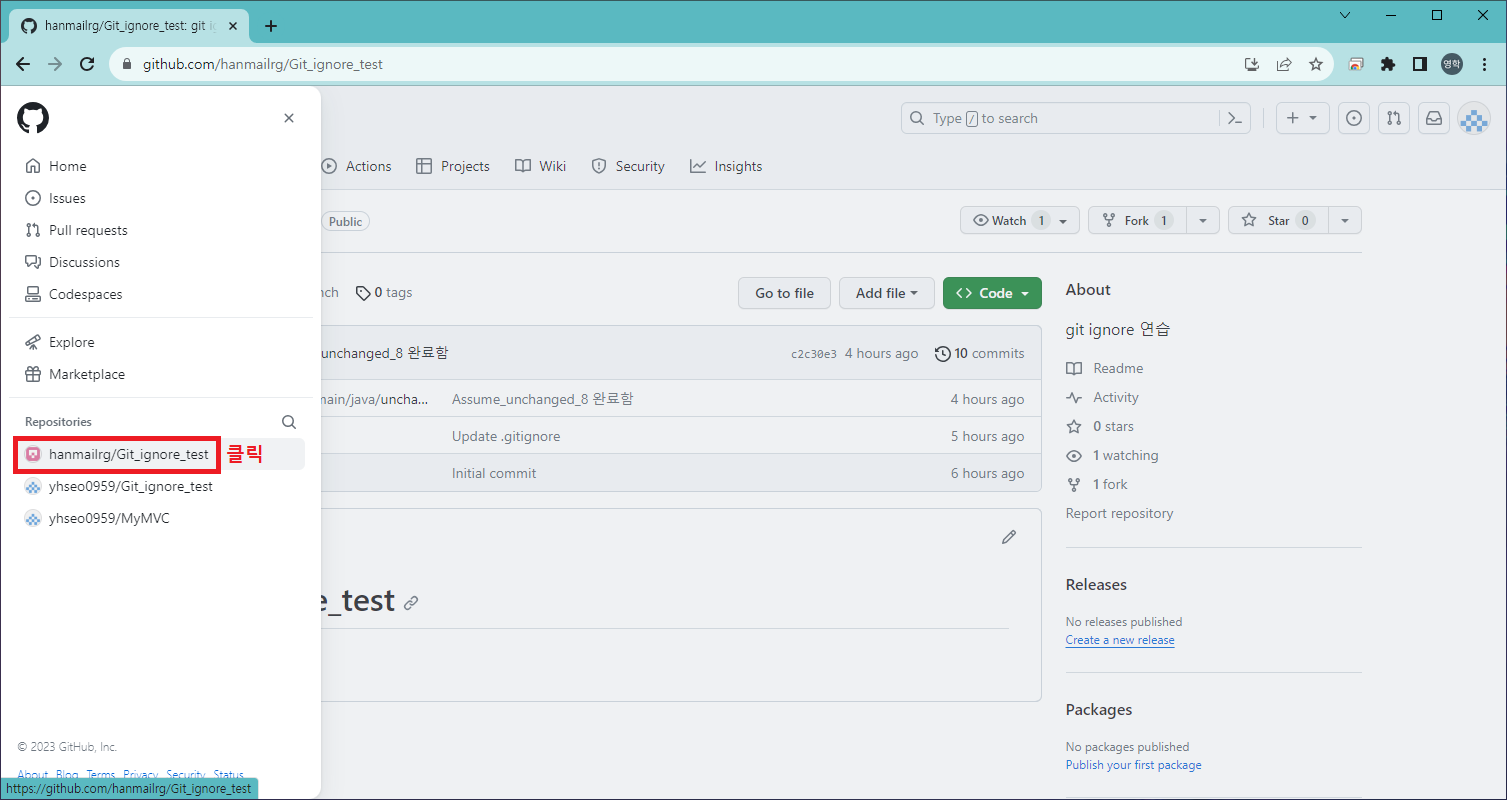 hanmailrg/Git_ignore_test: git ig
github.com/hanmailrg/Git_ignore_test
영학
Type / to search
Home
Issues
Pull requests
Discussions
Codespaces
Explore
Marketplace
Repositories
hanmailrg/Git_ignore_test 클릭
yhseo0959/Git_ignore_test
yhseo0959/MyMVC
© 2023 GitHub, Inc.
About Blog Terms Privacy Security Status
https://github.com/hanmailrg/Git_ignore_test
Actions Projects Wiki Security Insights
Public
Watch 1 Fork 1 Star 0
nch 0 tags
Go to file Add file Code
unchanged_8 완료함 c2c30e3 4 hours ago 10 commits
nain/java/uncha... Assume_unchanged_8 완료함 4 hours ago
Update .gitignore 5 hours ago
Initial commit 6 hours ago
e_test
About
git ignore 연습
Readme
Activity
0 stars
1 watching
1 fork
Report repository
Releases
No releases published
Create a new release
Packages
No packages published
Publish your first package